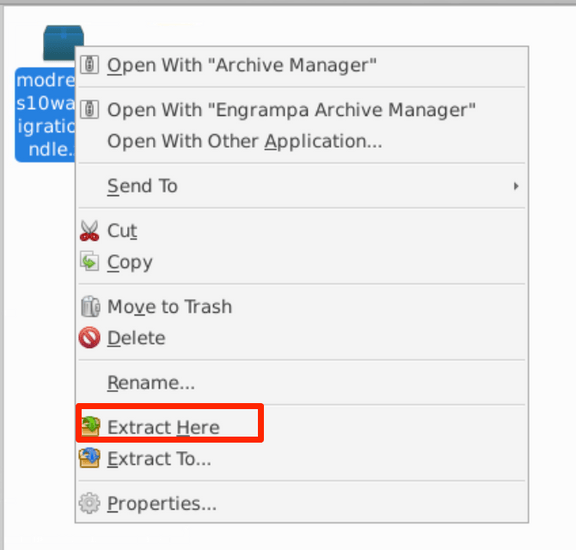 modre
s10wa
igratio
ndle.
Open With "Archive Manager"
Open With "Engrampa Archive Manager"
Open With Other Application...
Send To
Cut
Copy
Move to Trash
Delete
Rename...
Extract Here
Extract To...
Properties...